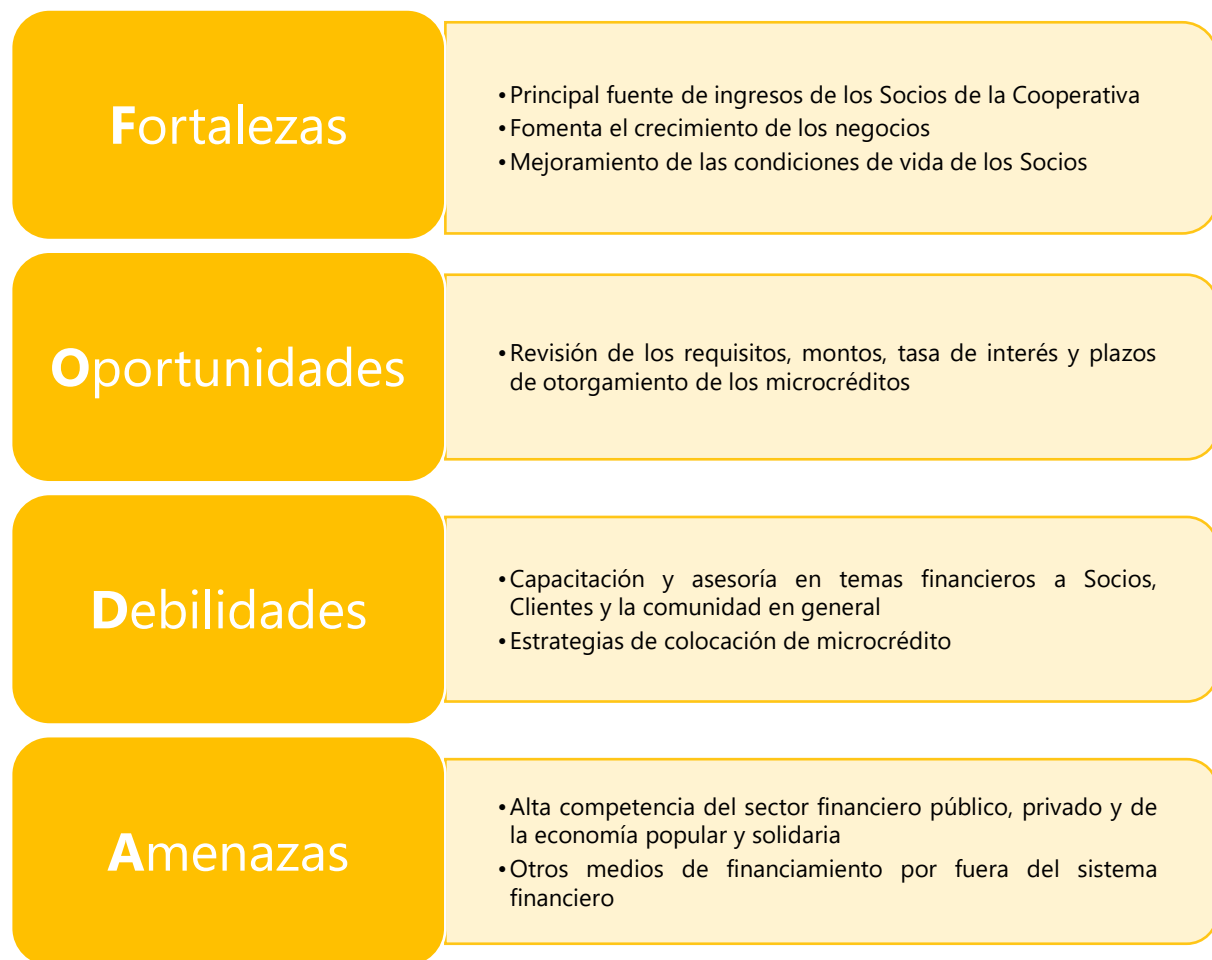 Fortalezas
•Principal fuente de ingresos de los Socios de la Cooperativa
•Fomenta el crecimiento de los negocios
•Mejoramiento de las condiciones de vida de los Socios
Oportunidades
•Revisión de los requisitos, montos, tasa de interés y plazos
de otorgamiento de los microcréditos
Debilidades
•Capacitación y asesoría en temas financieros a Socios,
Clientes y la comunidad en general
•Estrategias de colocación de microcrédito
Amenazas
•Alta competencia del sector financiero público, privado y de
la economía popular y solidaria
•Otros medios de financiamiento por fuera del sistema
financiero